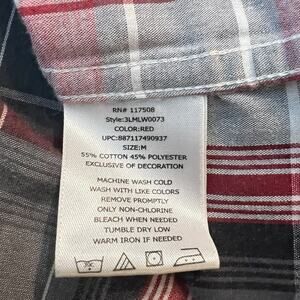 RN# 117508
Style:3LMLW0073
COLOR:RED
UPC:887117490937
SIZE:M
55% COTTON 45% POLYESTER
EXCLUSIVE OF DECORATION
MACHINE WASH COLD
WASH WITH LIKE COLORS
REMOVE PROMPTLY
ONLY NON-CHLORINE
BLEACH WHEN NEEDED
TUMBLE DRY LOW
WARM IRON IF NEEDED